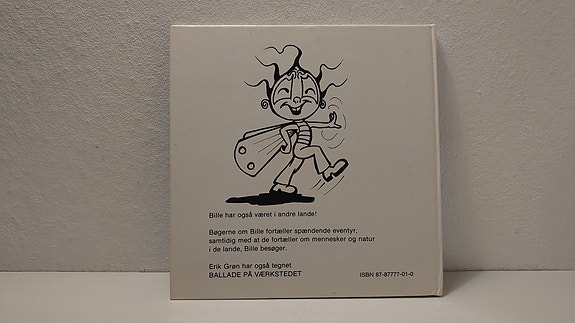 Bille har også været i andre lande!
Bøgerne om Bille fortæller spændende eventyr,
samtidig med at de fortæller om mennesker og natur
i de lande, Bille besøger.
Erik Grøn har også tegnet
BALLADE PÅ VÆRKSTEDET
ISBN 87-87777-01-0